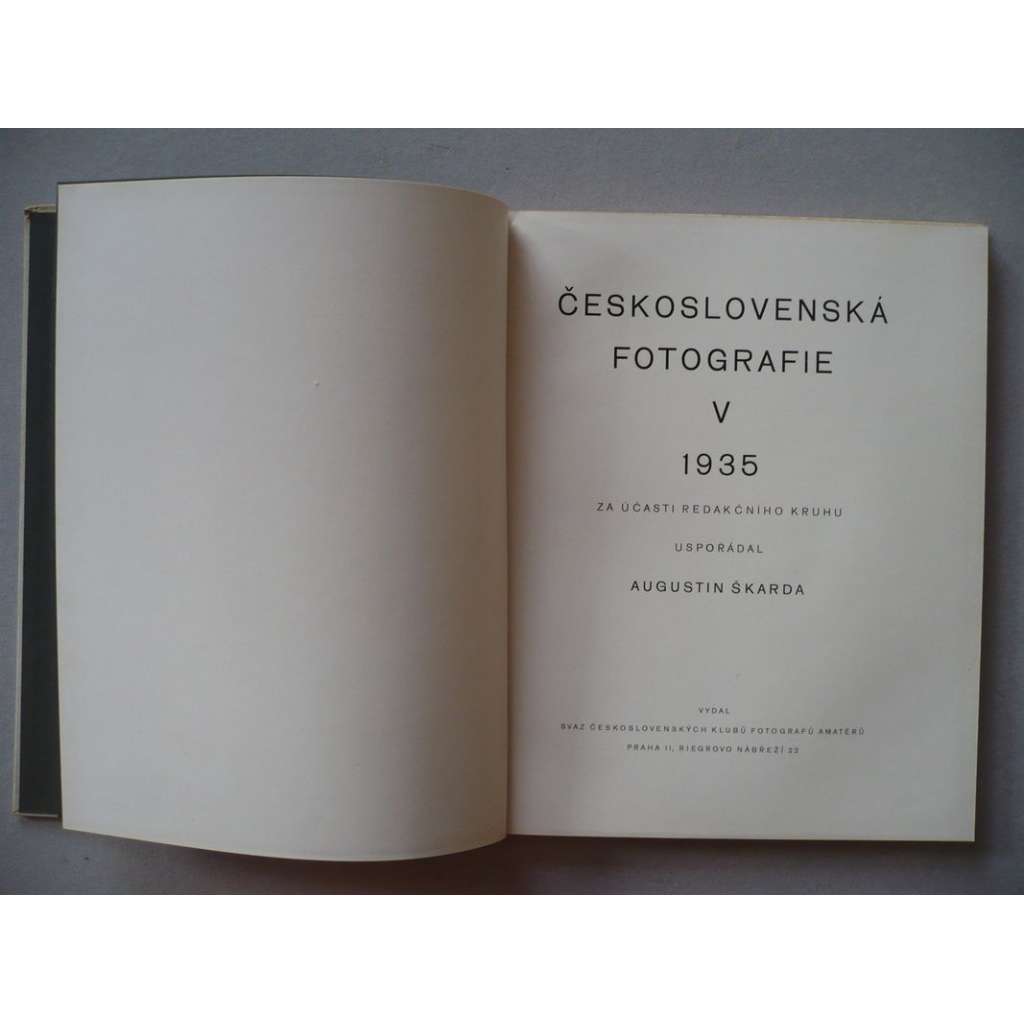 ČESKOSLOVENSKÁ
FOTOGRAFIE
V
1935
ZA ÚČASTI REDAKČNÍHO KRUHU
USPOŘÁDAL
AUGUSTIN ŠKARDA
VYDAL
SVAZ ČESKOSLOVENSKÝCH KLUBŮ FOTOGRAFŮ AMATÉRŮ
PRAHA II, RIEGROVO NÁBŘEŽÍ 22